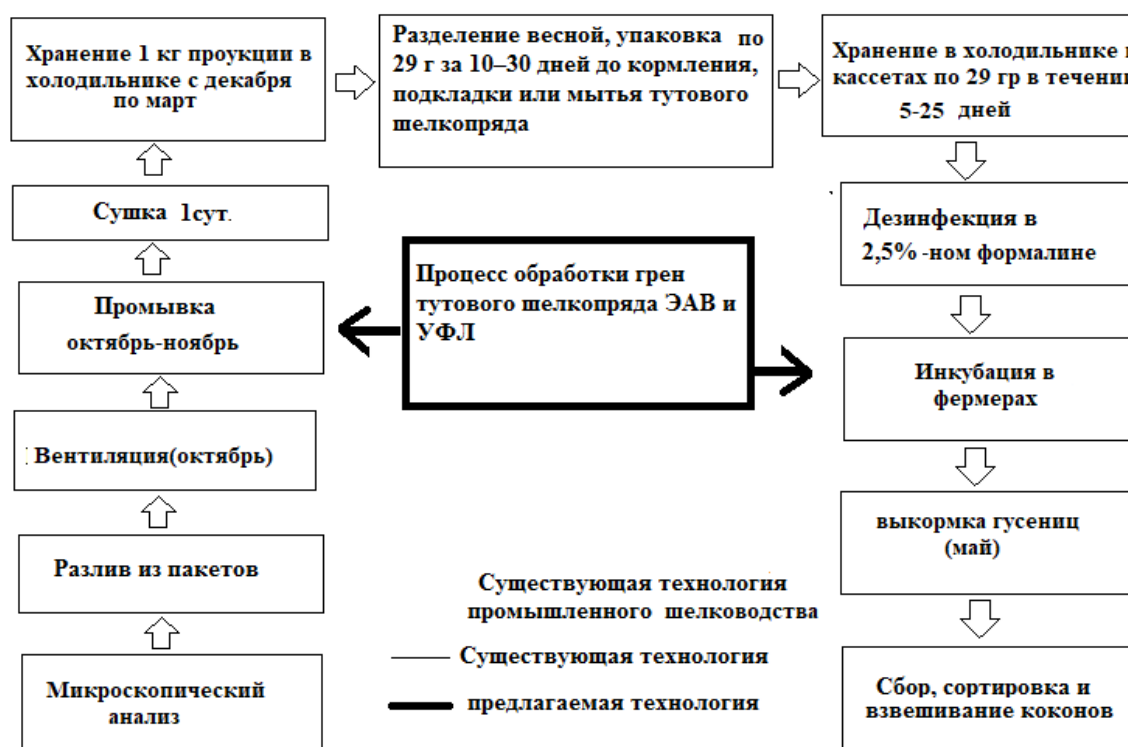 Хранение 1 кг проукции в
холодильнике с декабря
по март
Разделение весной, упаковка по
29 г за 10–30 дней до кормления,
подкладки или мытья тутового
шелкопряда
Хранение в холодильнике в
кассетах по 29 гр в течени
5-25 дней
Сушка 1сут.
Дезинфекция в
2,5%-ном формалине
Процесс обработки грен
тутового шелкопряда ЭАВ и
УФЛ
Промывка
октябрь-ноябрь
Инкубация в
фермерах
Вентиляция(октябрь)
выкормка гусениц
(май)
Разлив из пакетов
Существующая технология
промышленного шелководства
Существующая технология
предлагаемая технология
Микроскопический
анализ
Сбор, сортировка и
взвешивание коконов